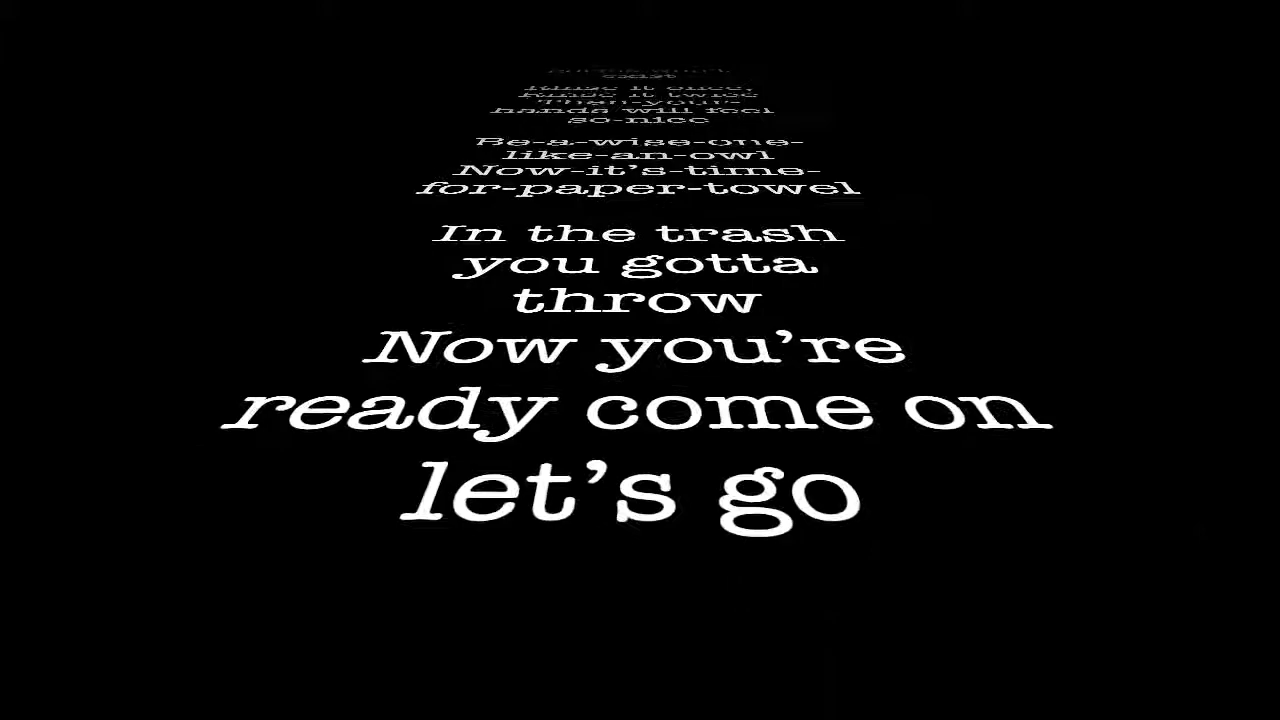 exist
Rinse it once,
Rinse it twice
Then-your-
hands will feel
so-nice
Be-a-wise-one-
like-an-owl
Now-it's-time-
for-paper-towel
In the trash
you gotta
throw
Now you're
ready come on
let's go